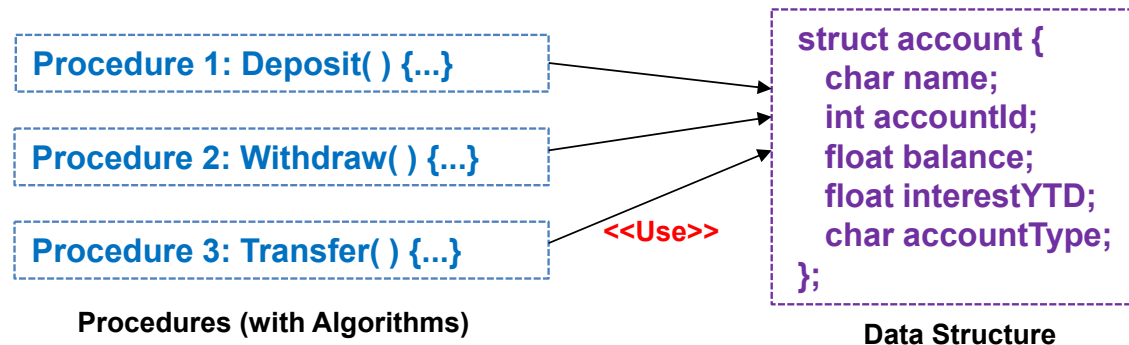 Procedure 1: Deposit( ) {...}
Procedure 2: Withdraw( ) {...}
Procedure 3: Transfer( ) {...}
Procedures (with Algorithms)
<<Use>>
struct account {
char name;
int accountId;
float balance;
float interestYTD;
char accountType;
};
Data Structure